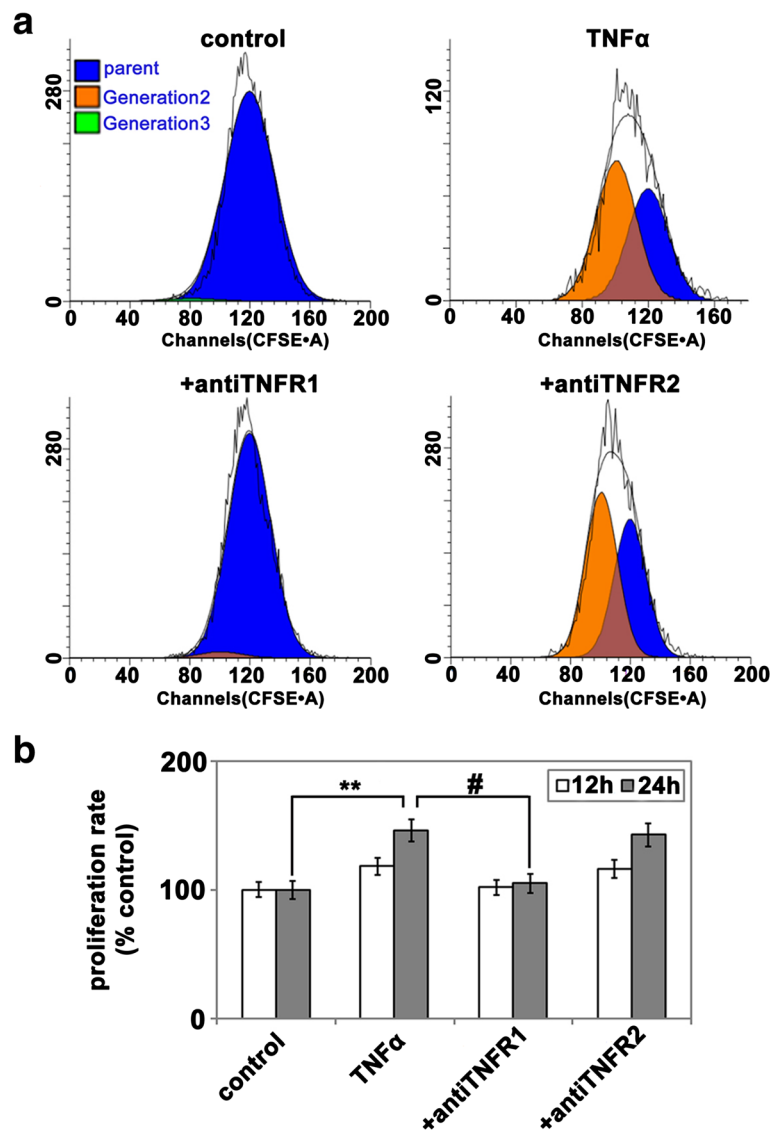 a
control
parent
Generation2
Generation3
280
0
0 40 80 120 160 200
Channels(CFSE•A)
TNFα
120
0
0 40 80 120 160
Channels(CFSE•A)
+antiTNFR1
280
0
0 40 80 120 160 200
Channels(CFSE•A)
+antiTNFR2
280
0
0 40 80 120 160 200
Channels(CFSE•A)
b
proliferation rate
(% control)
200
100
0
** #
12h 24h
control TNFα +antiTNFR1 +antiTNFR2